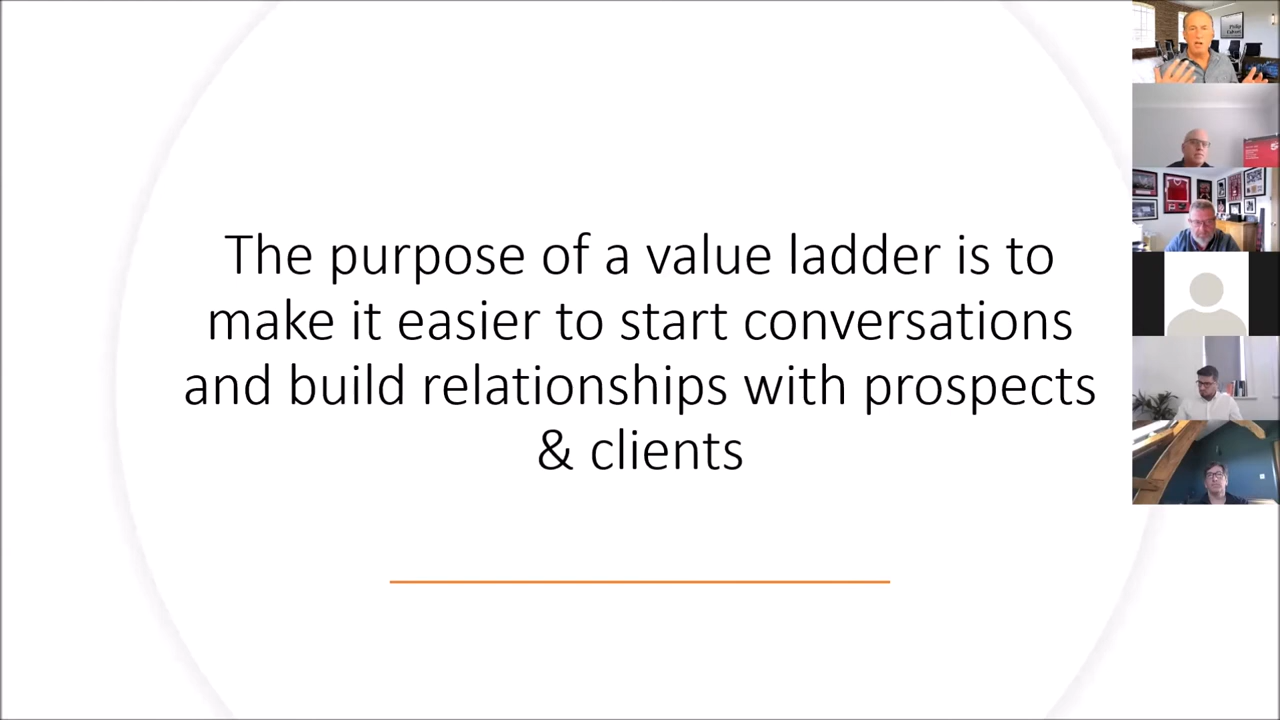 The purpose of a value ladder is to
make it easier to start conversations
and build relationships with prospects
& clients